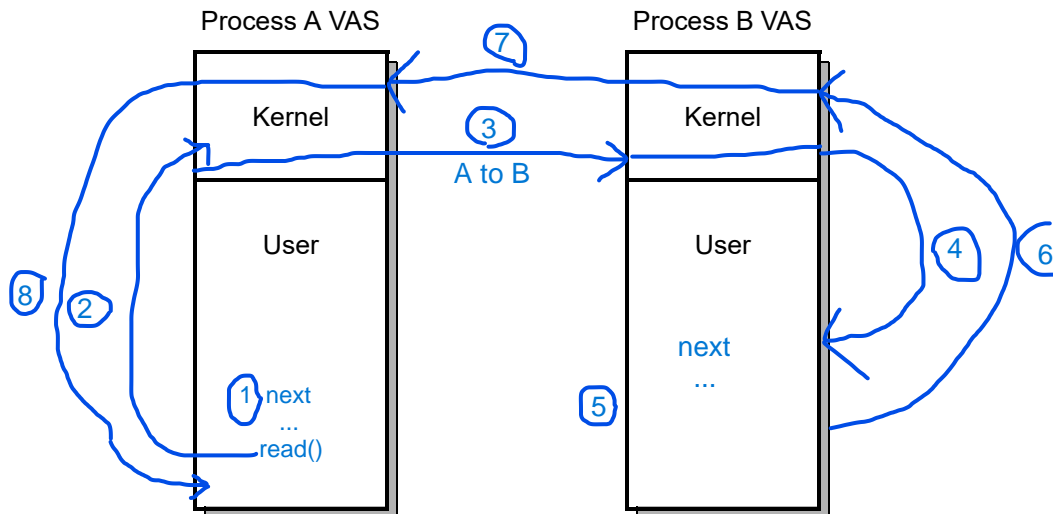 Process A VAS
Process B VAS
7
Kernel
3
Kernel
A to B
User
User
4
6
8
2
next
...
1 next
...
read()
5